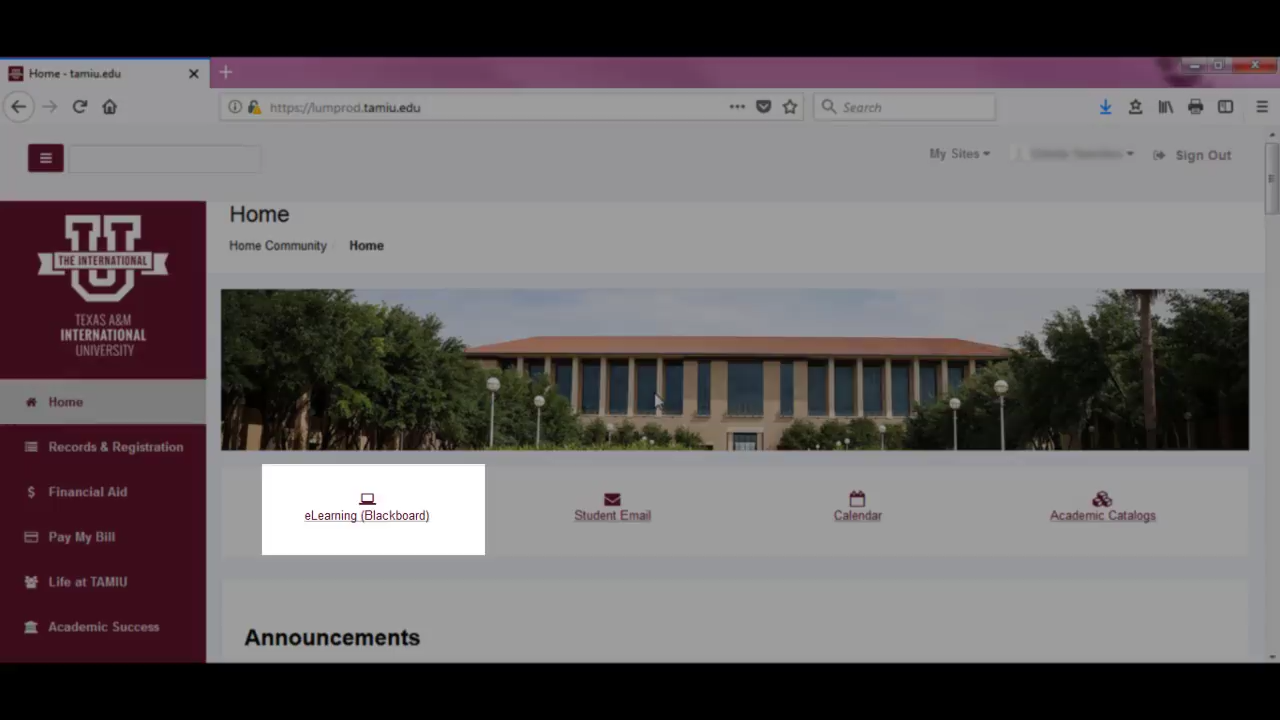 Home - tamiu.edu
https://lumprod.tamiu.edu
Search
My Sites
Sign Out
THE INTERNATIONAL
U
TEXAS A&M
INTERNATIONAL
UNIVERSITY
Home
Home Community
Home
Home
Records & Registration
$ Financial Aid
Pay My Bill
Life at TAMIU
Academic Success
eLearning (Blackboard)
Student Email
Calendar
Academic Catalogs
Announcements